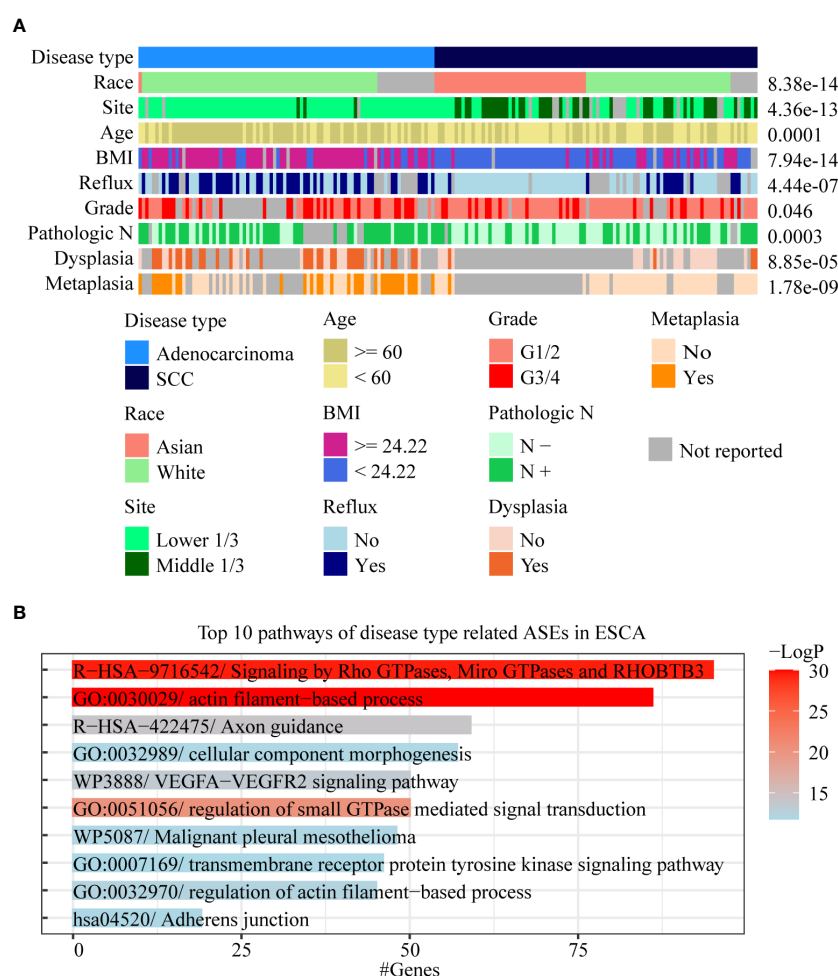 A
Disease type
Race 8.38e-14
Site 4.36e-13
Age 0.0001
BMI 7.94e-14
Reflux 4.44e-07
Grade 0.046
Pathologic N 0.0003
Dysplasia 8.85e-05
Metaplasia 1.78e-09
Disease type Age Grade Metaplasia
Adenocarcinoma >= 60 G1/2 No
SCC < 60 G3/4 Yes
Race BMI Pathologic N
Asian >= 24.22 N − Not reported
White < 24.22 N +
Site Reflux Dysplasia
Lower 1/3 No No
Middle 1/3 Yes Yes
B
Top 10 pathways of disease type related ASEs in ESCA
R−HSA−9716542/ Signaling by Rho GTPases, Miro GTPases and RHOBTB3
GO:0030029/ actin filament−based process
R−HSA−422475/ Axon guidance
GO:0032989/ cellular component morphogenesis
WP3888/ VEGFA−VEGFR2 signaling pathway
GO:0051056/ regulation of small GTPase mediated signal transduction
WP5087/ Malignant pleural mesothelioma
GO:0007169/ transmembrane receptor protein tyrosine kinase signaling pathway
GO:0032970/ regulation of actin filament−based process
hsa04520/ Adherens junction
0 25 50 75
#Genes
−LogP
30
25
20
15